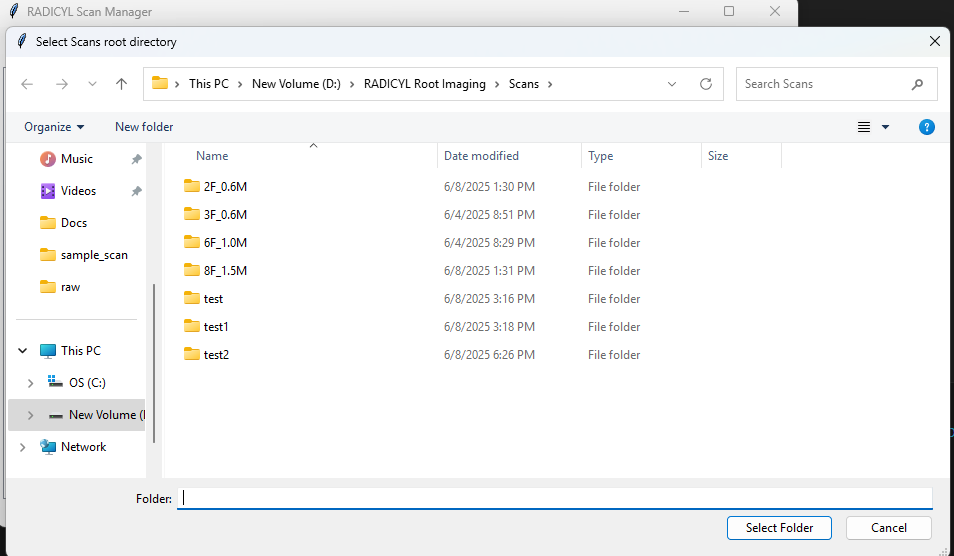 RADICYL Scan Manager
Select Scans root directory
This PC > New Volume (D:) > RADICYL Root Imaging > Scans >
Search Scans
Organize New folder
Name Date modified Type Size
Music
Videos
Docs
sample_scan
raw
This PC
OS (C:)
New Volume (
Network
2F_0.6M 6/8/2025 1:30 PM File folder
3F_0.6M 6/4/2025 8:51 PM File folder
6F_1.0M 6/4/2025 8:29 PM File folder
8F_1.5M 6/8/2025 1:31 PM File folder
test 6/8/2025 3:16 PM File folder
test1 6/8/2025 3:18 PM File folder
test2 6/8/2025 6:26 PM File folder
Folder:
Select Folder Cancel